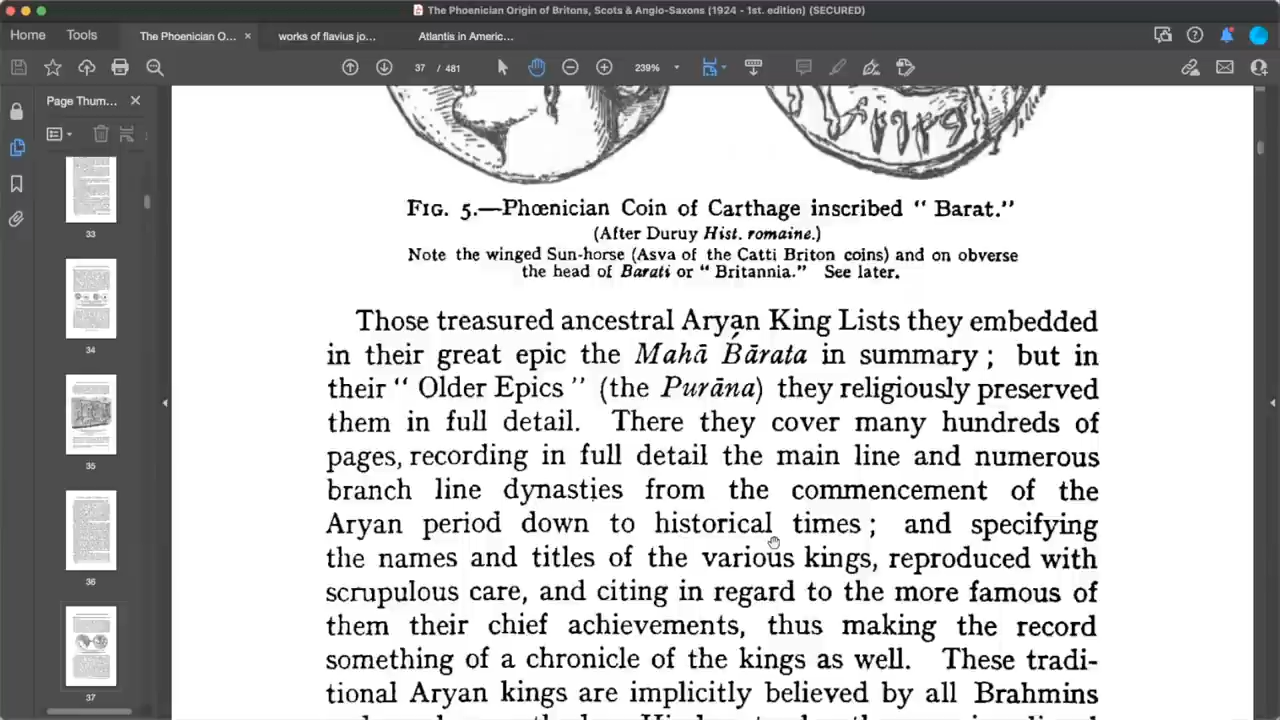 The Phoenician Origin of Britons, Scots & Anglo-Saxons (1924 - 1st. edition) (SECURED)
Home Tools The Phoenician O... × works of flavius jo... Atlantis in Americ...
37 / 481 239%
Page Thum... ×
33
34
35
36
37
FIG. 5.—Phœnician Coin of Carthage inscribed “ Barat.”
(After Duruy Hist. romaine.)
Note the winged Sun-horse (Asva of the Catti Briton coins) and on obverse
the head of Barati or “ Britannia.” See later.
Those treasured ancestral Aryan King Lists they embedded
in their great epic the Mahā Bārata in summary ; but in
their “ Older Epics ” (the Purāna) they religiously preserved
them in full detail. There they cover many hundreds of
pages, recording in full detail the main line and numerous
branch line dynasties from the commencement of the
Aryan period down to historical times ; and specifying
the names and titles of the various kings, reproduced with
scrupulous care, and citing in regard to the more famous of
them their chief achievements, thus making the record
something of a chronicle of the kings as well. These tradi-
tional Aryan kings are implicitly believed by all Brahmins